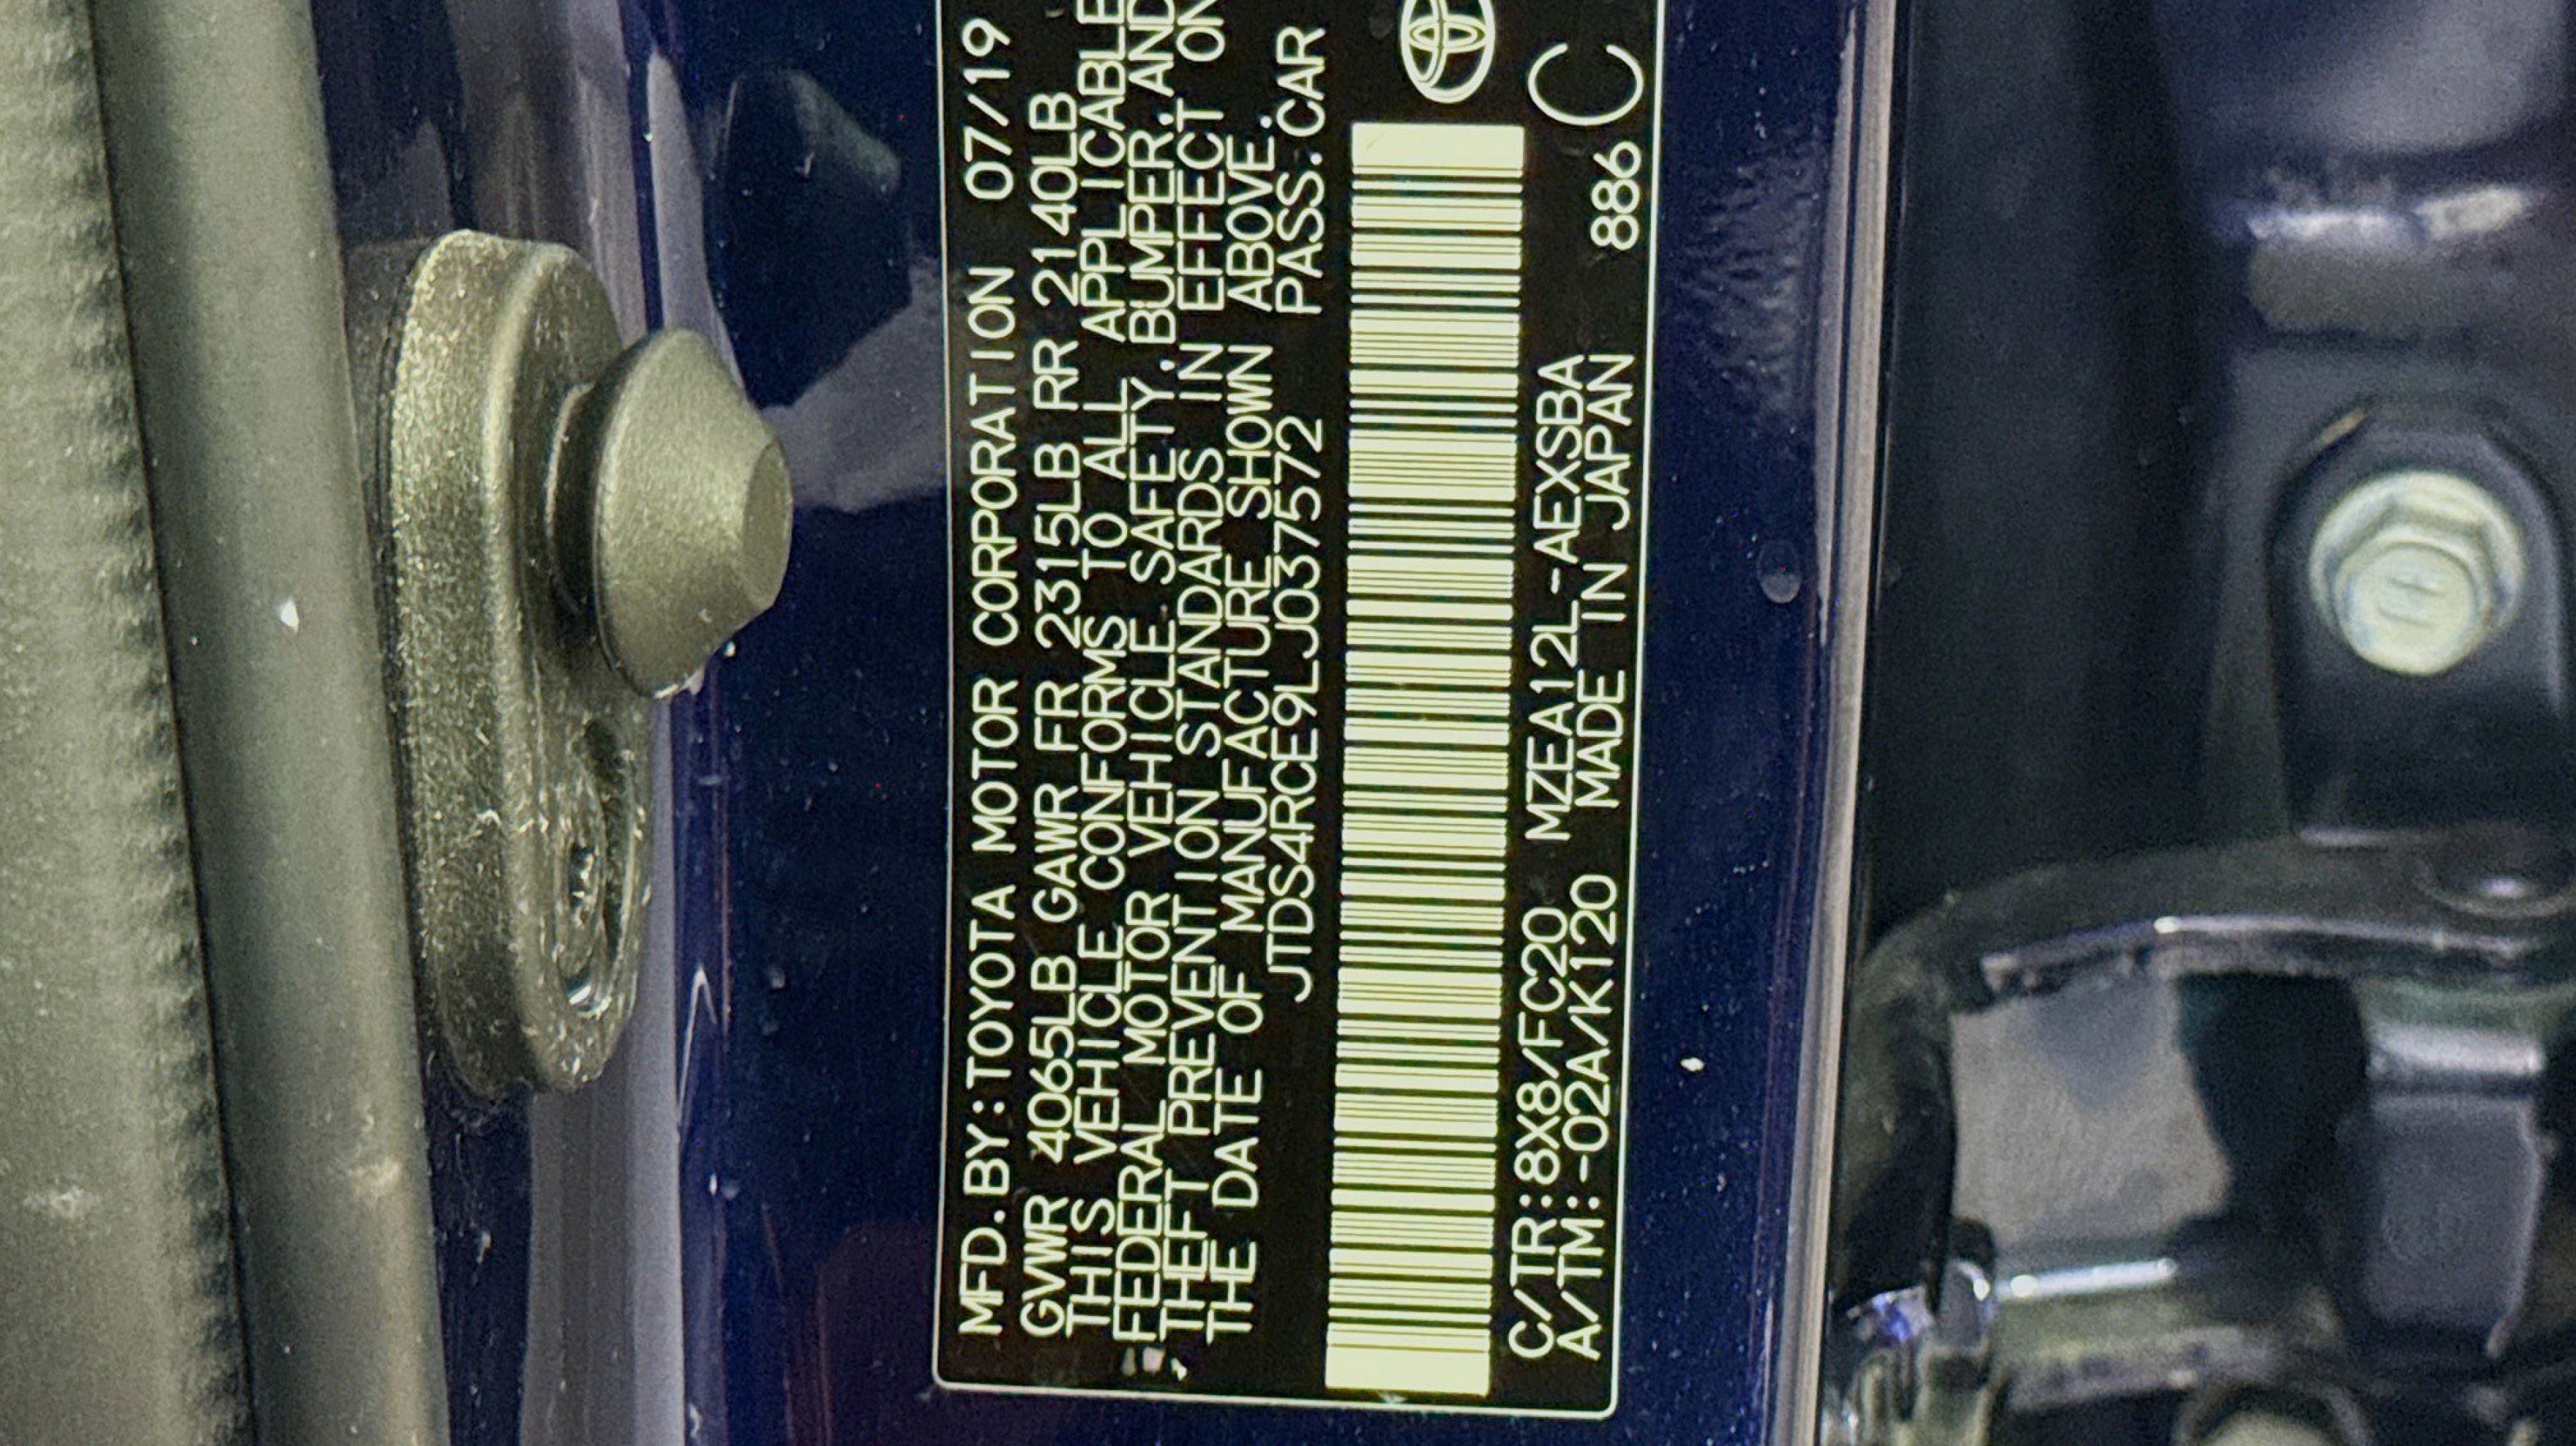 MFD.BY:TOYOTA MOTOR CORPORATION 07/19
GVWR 4065LB GAWR FR 2315LB RR 2140LB
THIS VEHICLE CONFORMS TO ALL APPLICABLE
FEDERAL MOTOR VEHICLE SAFETY,BUMPER,AND
THEFT PREVENTION STANDARDS IN EFFECT ON
THE DATE OF MANUFACTURE SHOWN ABOVE.
JTDS4RCE9LJ037572 PASS.CAR
C/TR:8X8/FC20 MZEA12L-AEXSBA
A/TM:-02A/K120 MADE IN JAPAN 886 C